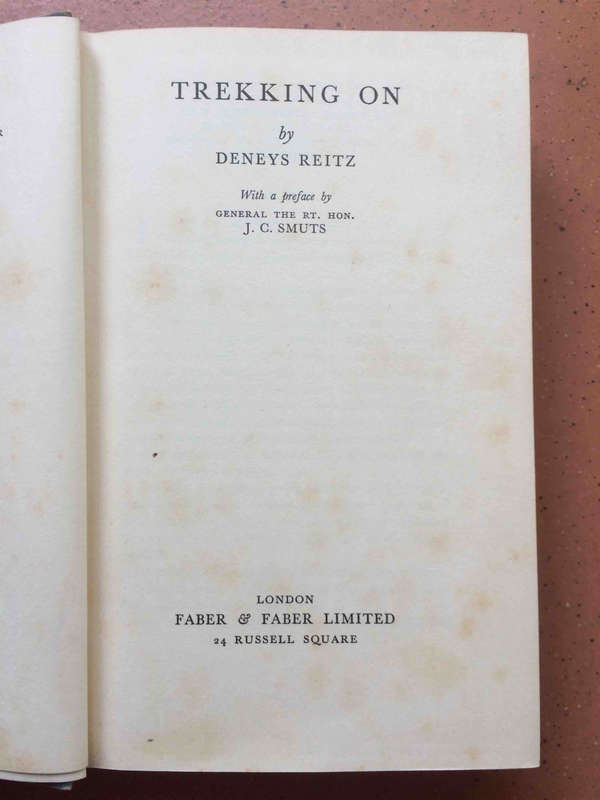 TREKKING ON
by
DENEYS REITZ
With a preface by
GENERAL THE RT. HON.
J. C. SMUTS
LONDON
FABER & FABER LIMITED
24 RUSSELL SQUARE